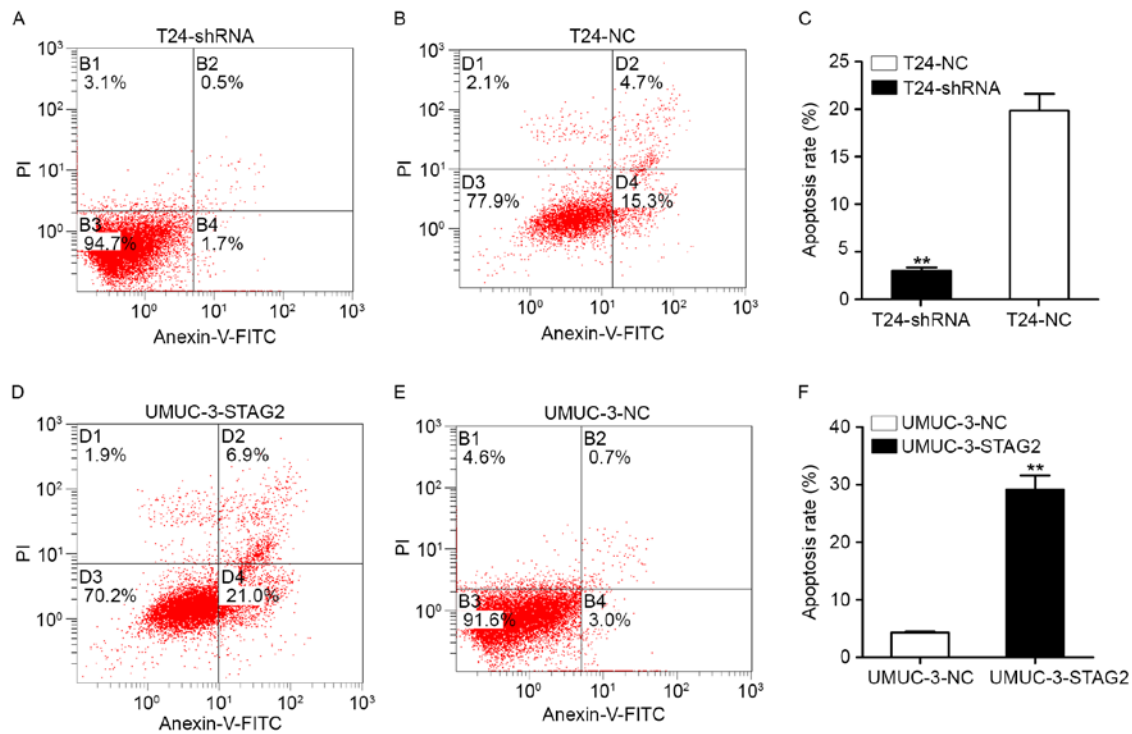 A
T24-shRNA
10³
B1
3.1%
B2
0.5%
10²
PI
10¹
10⁰
B3
94.7%
B4
1.7%
10⁰ 10¹ 10² 10³
Anexin-V-FITC
B
T24-NC
10³
D1
2.1%
D2
4.7%
10²
PI
10¹
10⁰
D3
77.9%
D4
15.3%
10⁰ 10¹ 10² 10³
Anexin-V-FITC
C
T24-NC
T24-shRNA
Apoptosis rate (%)
25
20
15
10
5
0
**
T24-shRNA T24-NC
D
UMUC-3-STAG2
10³
D1
1.9%
D2
6.9%
10²
PI
10¹
10⁰
D3
70.2%
D4
21.0%
10⁰ 10¹ 10² 10³
Anexin-V-FITC
E
UMUC-3-NC
10³
B1
4.6%
B2
0.7%
10²
PI
10¹
10⁰
B3
91.6%
B4
3.0%
10⁰ 10¹ 10² 10³
Anexin-V-FITC
F
UMUC-3-NC
UMUC-3-STAG2
Apoptosis rate (%)
40
30
20
10
0
**
UMUC-3-NC UMUC-3-STAG2